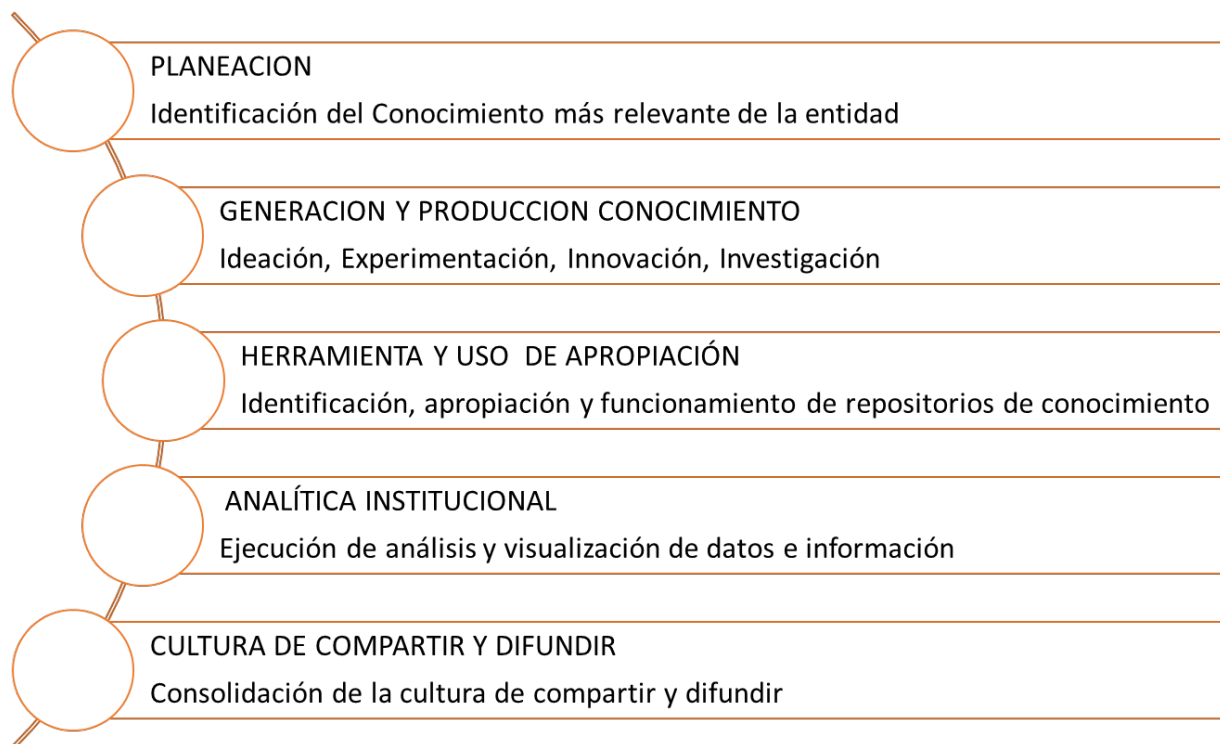 PLANEACION
Identificación del Conocimiento más relevante de la entidad
GENERACION Y PRODUCCION CONOCIMIENTO
Ideación, Experimentación, Innovación, Investigación
HERRAMIENTA Y USO  DE APROPIACIÓN
Identificación, apropiación y funcionamiento de repositorios de conocimiento
ANALÍTICA INSTITUCIONAL
Ejecución de análisis y visualización de datos e información
CULTURA DE COMPARTIR Y DIFUNDIR
Consolidación de la cultura de compartir y difundir